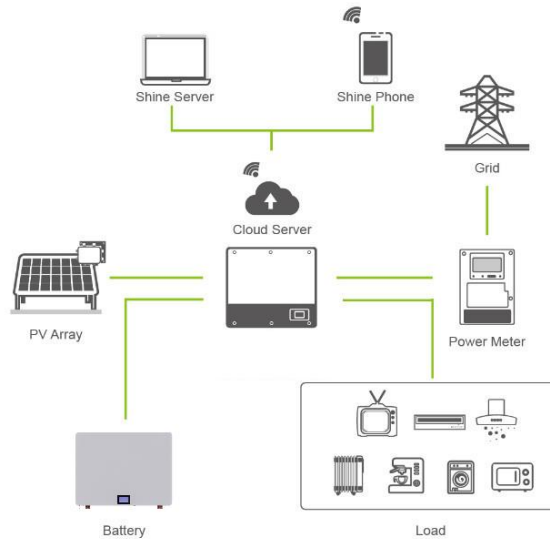 Shine Server
Shine Phone
Grid
Cloud Server
PV Array
Power Meter
Battery
Load